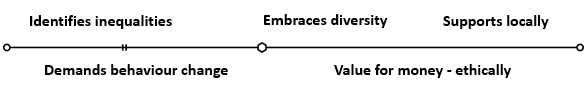 Identifies inequalities
Embraces diversity
Supports locally
Demands behaviour change
Value for money - ethically